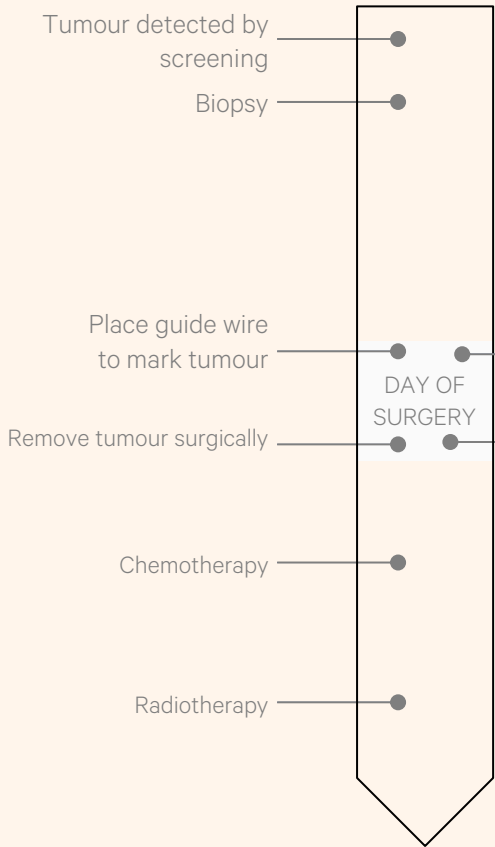 Tumour detected by
screening
Biopsy
Place guide wire
to mark tumour
DAY OF
SURGERY
Remove tumour surgically
Chemotherapy
Radiotherapy